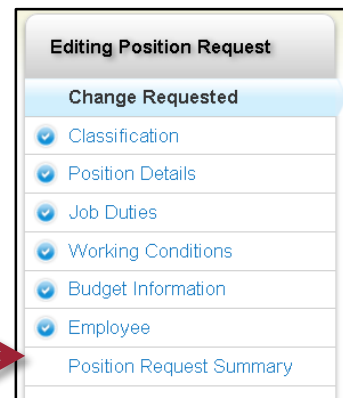 Editing Position Request
Change Requested
Classification
Position Details
Job Duties
Working Conditions
Budget Information
Employee
Position Request Summary